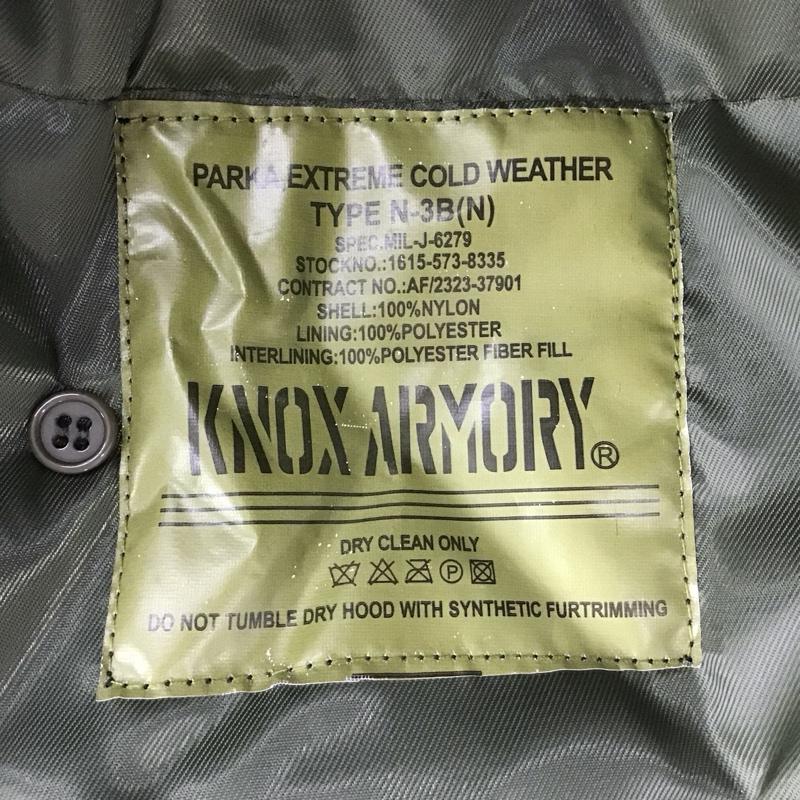 PARKA,EXTREME COLD WEATHER
TYPE N-3B(N)
SPEC.MIL-J-6279
STOCKNO.:1615-573-8335
CONTRACT NO.:AF/2323-37901
SHELL:100%NYLON
LINING:100%POLYESTER
INTERLINING:100%POLYESTER FIBER FILL
KNOX ARMORY®
DRY CLEAN ONLY
P
DO NOT TUMBLE DRY HOOD WITH SYNTHETIC FURTRIMMING